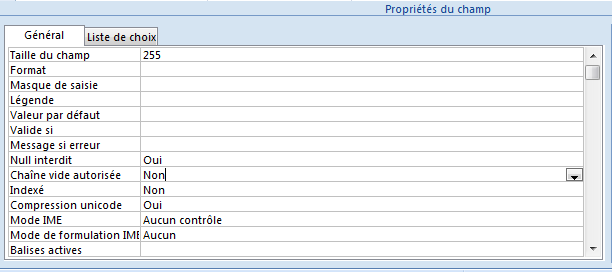 Propriétés du champ
Général Liste de choix
Taille du champ 255
Format
Masque de saisie
Légende
Valeur par défaut
Valide si
Message si erreur
Null interdit Oui
Chaîne vide autorisée Non
Indexé Non
Compression unicode Oui
Mode IME Aucun contrôle
Mode de formulation IME Aucun
Balises actives